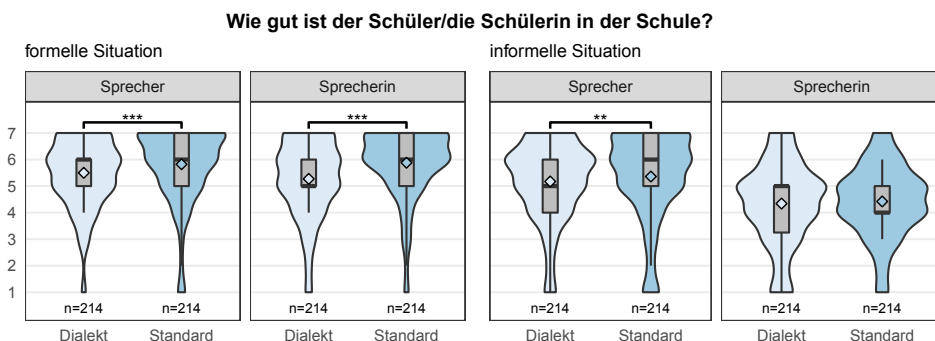 Wie gut ist der Schüler/die Schülerin in der Schule?
formelle Situation
informelle Situation
Sprecher
Sprecherin
Sprecher
Sprecherin
***
***
**
7
6
5
4
3
2
1
n=214
n=214
n=214
n=214
n=214
n=214
n=214
n=214
Dialekt
Standard
Dialekt
Standard
Dialekt
Standard
Dialekt
Standard